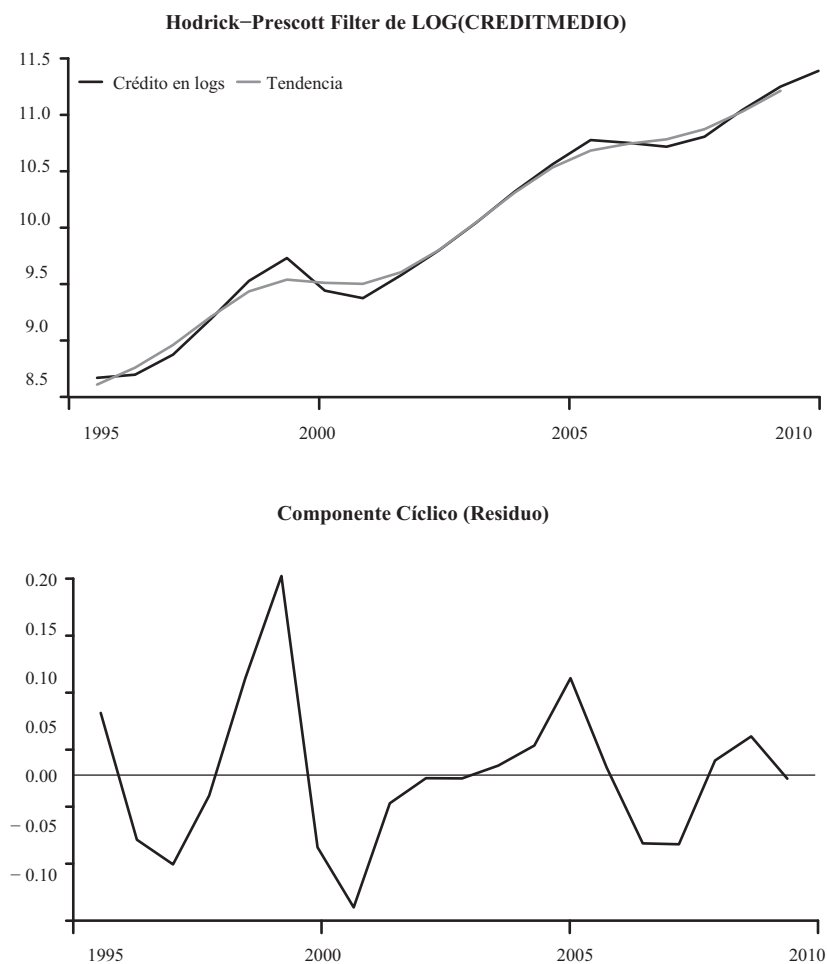 Hodrick−Prescott Filter de LOG(CREDITMEDIO)
11.5
Crédito en logs Tendencia
11.0
10.5
10.0
9.5
9.0
8.5
1995 2000 2005 2010
Componente Cíclico (Residuo)
0.20
0.15
0.10
0.05
0.00
− 0.05
− 0.10
1995 2000 2005 2010